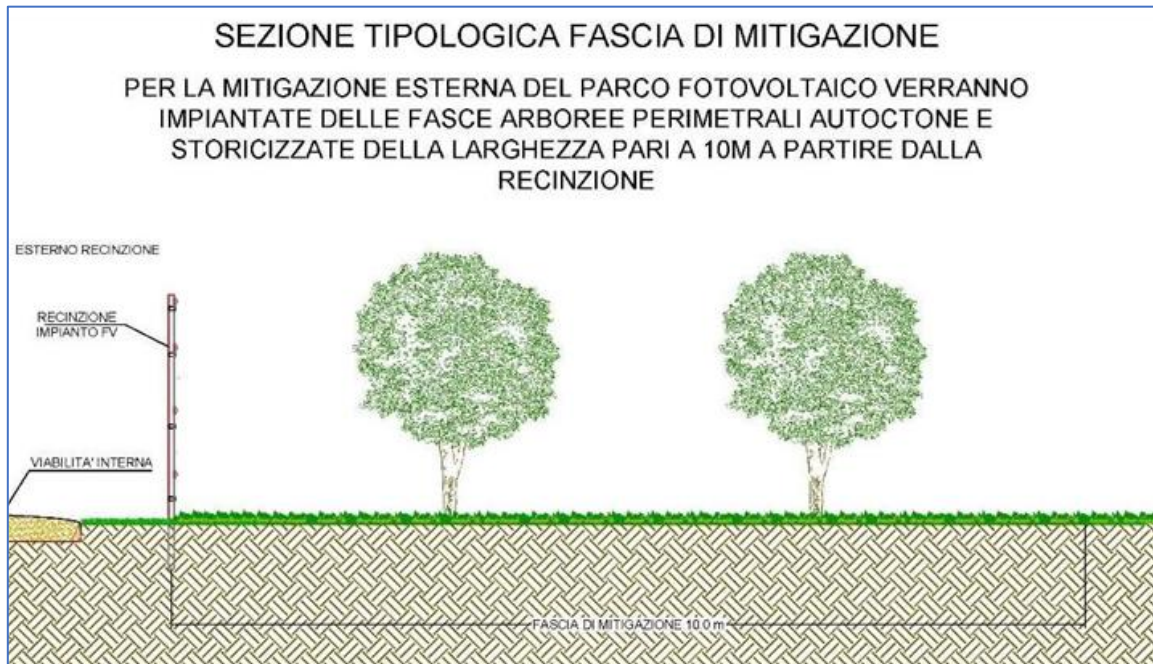 SEZIONE TIPOLOGICA FASCIA DI MITIGAZIONE
PER LA MITIGAZIONE ESTERNA DEL PARCO FOTOVOLTAICO VERRANNO
IMPIANTATE DELLE FASCE ARBOREE PERIMETRALI AUTOCTONE E
STORICIZZATE DELLA LARGHEZZA PARI A 10M A PARTIRE DALLA
RECINZIONE
ESTERNO RECINZIONE
RECINZIONE
IMPIANTO FV
VIABILITA' INTERNA
FASCIA DI MITIGAZIONE 10.0 m